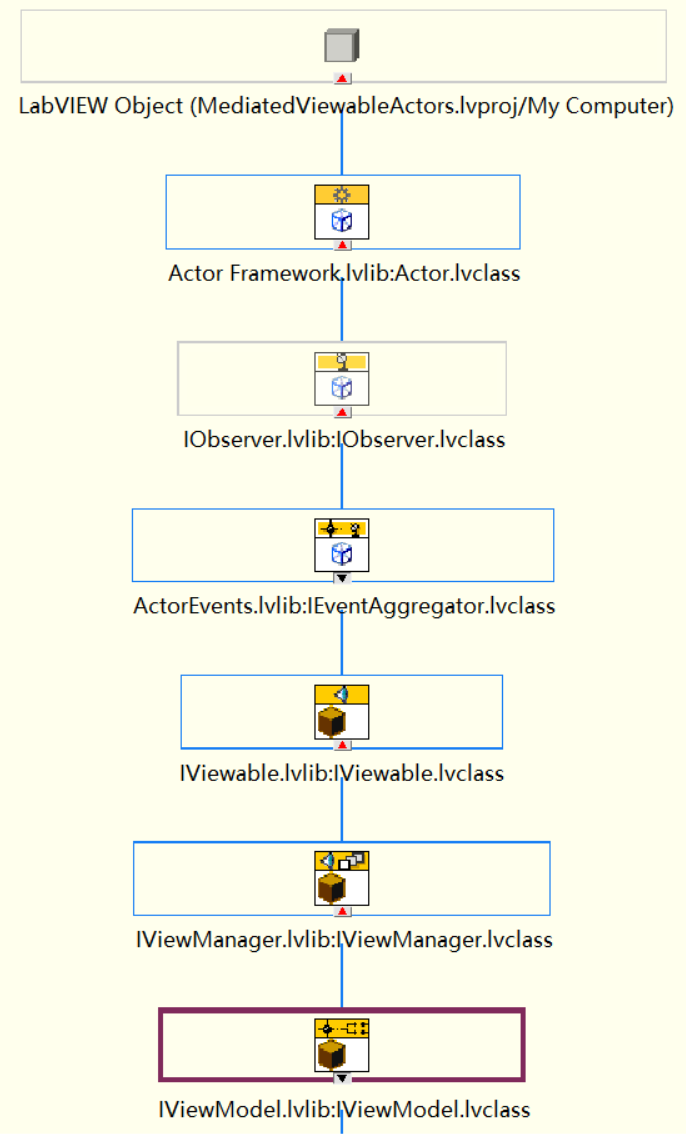 LabVIEW Object (MediatedViewableActors.lvproj/My Computer)
Actor Framework.lvlib:Actor.lvclass
IObserver.lvlib:IObserver.lvclass
ActorEvents.lvlib:IEventAggregator.lvclass
IViewable.lvlib:IViewable.lvclass
IViewManager.lvlib:IViewManager.lvclass
IViewModel.lvlib:IViewModel.lvclass